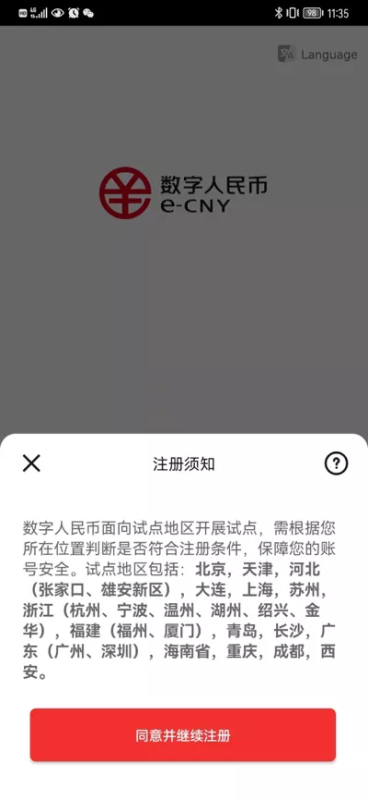 98 11:35
Language
数字人民币
e-CNY
注册须知
数字人民币面向试点地区开展试点，需根据您
所在位置判断是否符合注册条件，保障您的账
号安全。试点地区包括：北京，天津，河北
（张家口、雄安新区），大连，上海，苏州，
浙江（杭州、宁波、温州、湖州、绍兴、金
华），福建（福州、厦门），青岛，长沙，广
东（广州、深圳），海南省，重庆，成都，西
安。
同意并继续注册